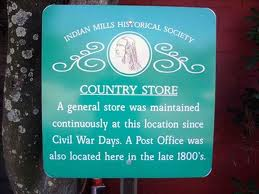 INDIAN MILLS HISTORICAL SOCIETY
COUNTRY STORE
A general store was maintained
continuously at this location since
Civil War Days. A Post Office was
also located here in the late 1800's.